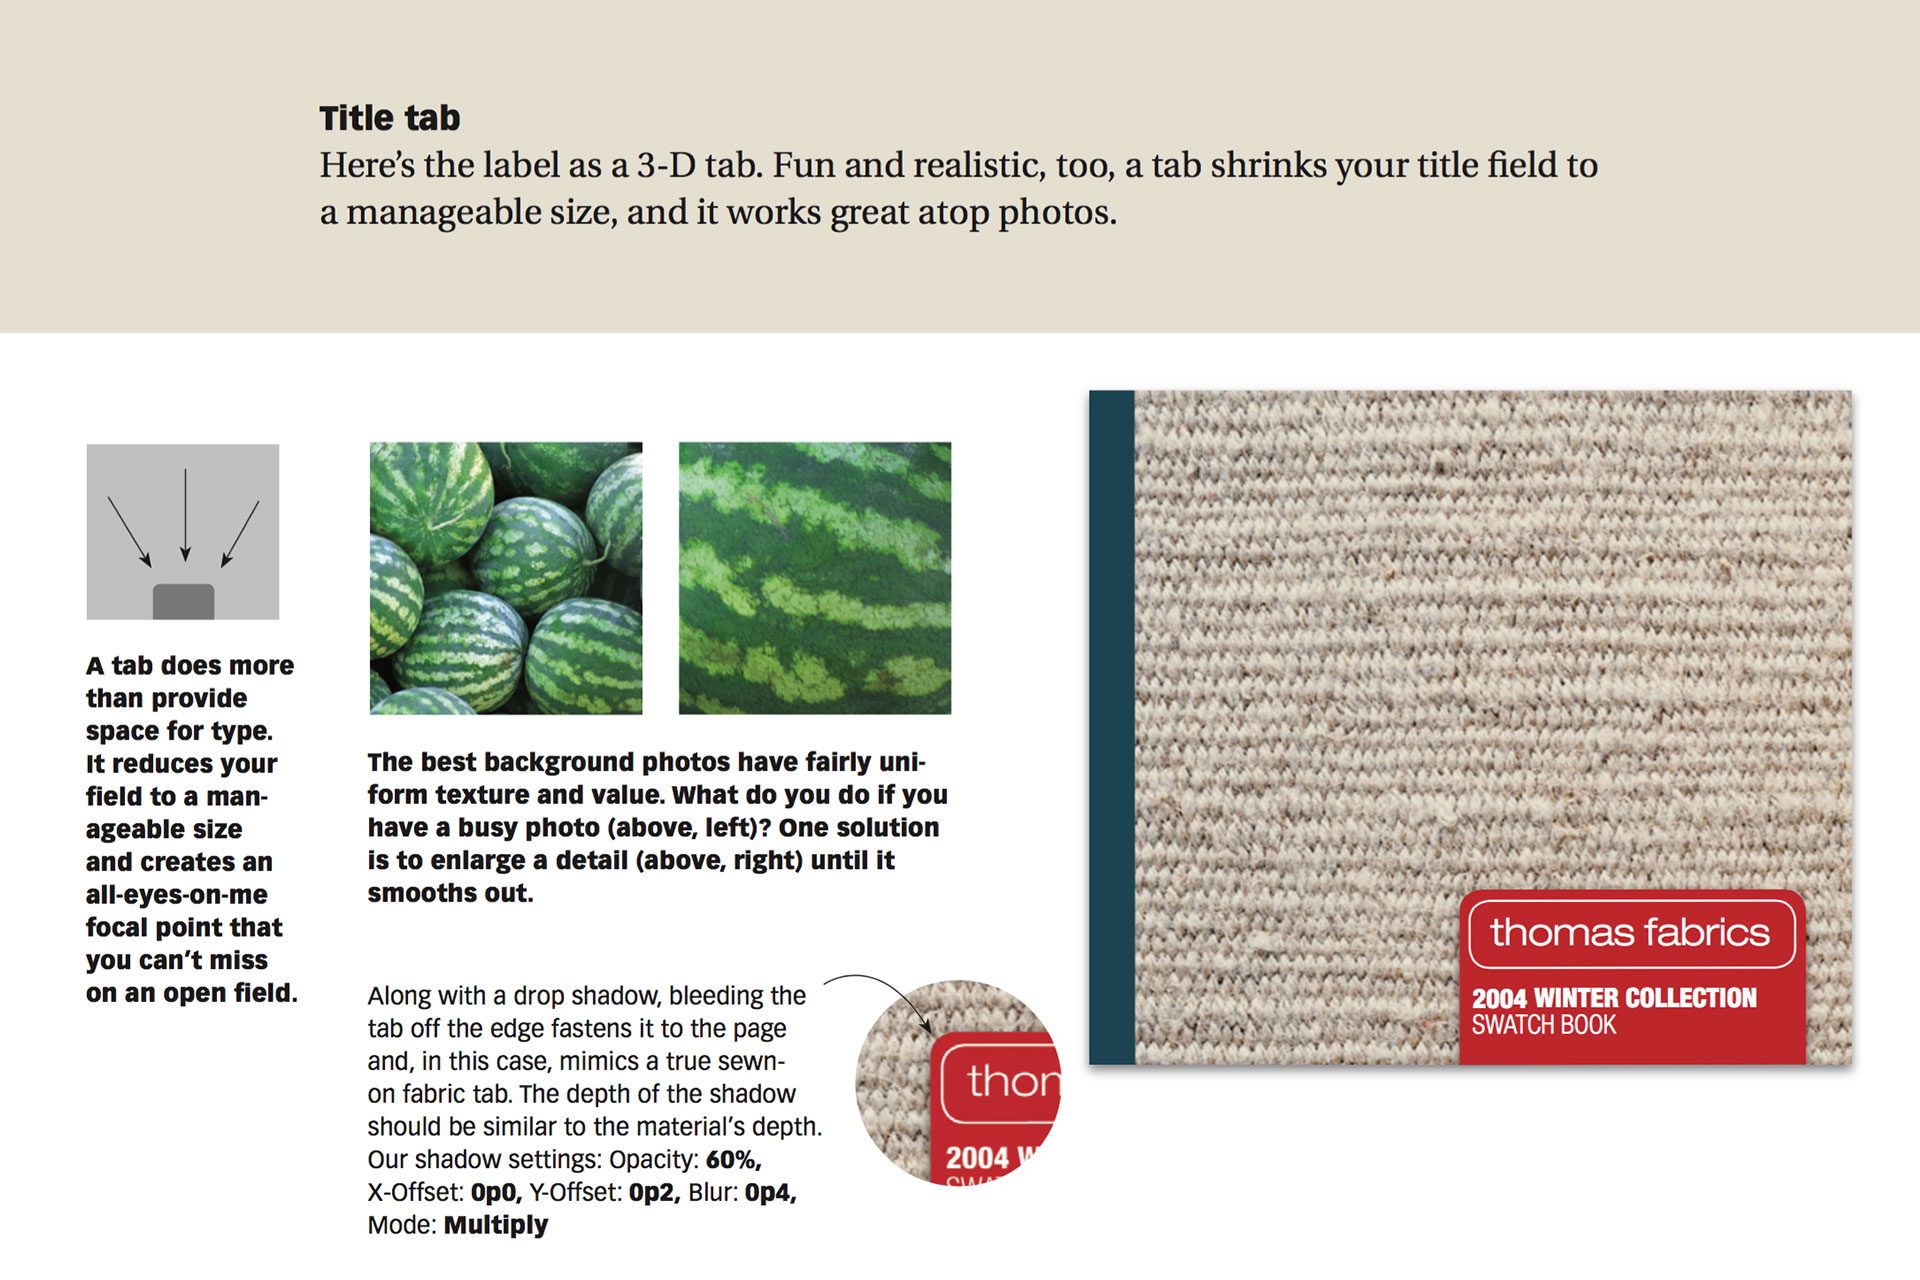 Title tab
Here’s the label as a 3-D tab. Fun and realistic, too, a tab shrinks your title field to
a manageable size, and it works great atop photos.
A tab does more
than provide
space for type.
It reduces your
field to a man-
ageable size
and creates an
all-eyes-on-me
focal point that
you can’t miss
on an open field.
The best background photos have fairly uni-
form texture and value. What do you do if you
have a busy photo (above, left)? One solution
is to enlarge a detail (above, right) until it
smooths out.
Along with a drop shadow, bleeding the
tab off the edge fastens it to the page
and, in this case, mimics a true sewn-
on fabric tab. The depth of the shadow
should be similar to the material’s depth.
Our shadow settings: Opacity: 60%,
X-Offset: 0p0, Y-Offset: 0p2, Blur: 0p4,
Mode: Multiply
thom
2004 W
SWAT
thomas fabrics
2004 WINTER COLLECTION
SWATCH BOOK